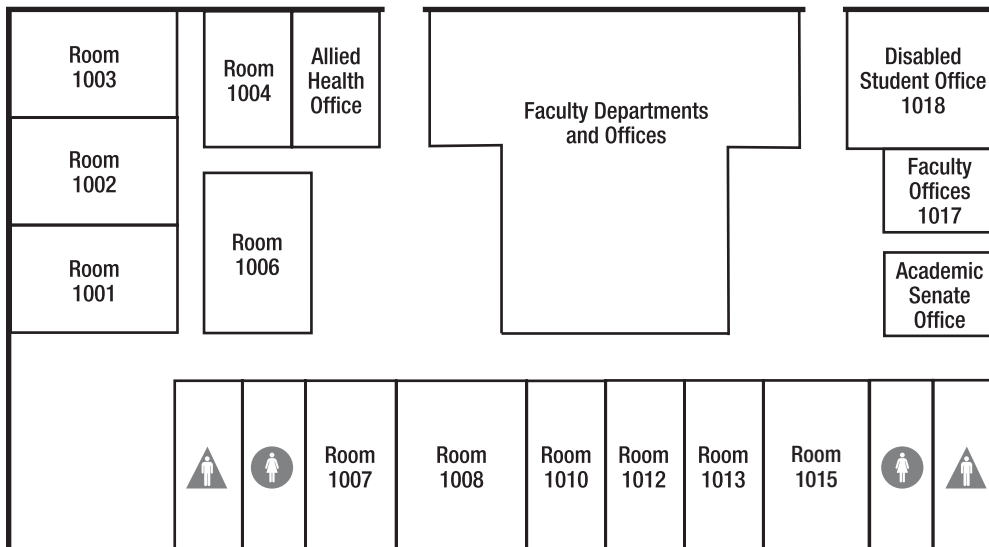 Room
1003
Room
1004
Allied
Health
Office
Faculty Departments
and Offices
Disabled
Student Office
1018
Room
1002
Faculty
Offices
1017
Room
1001
Room
1006
Academic
Senate
Office
Room
1007
Room
1008
Room
1010
Room
1012
Room
1013
Room
1015